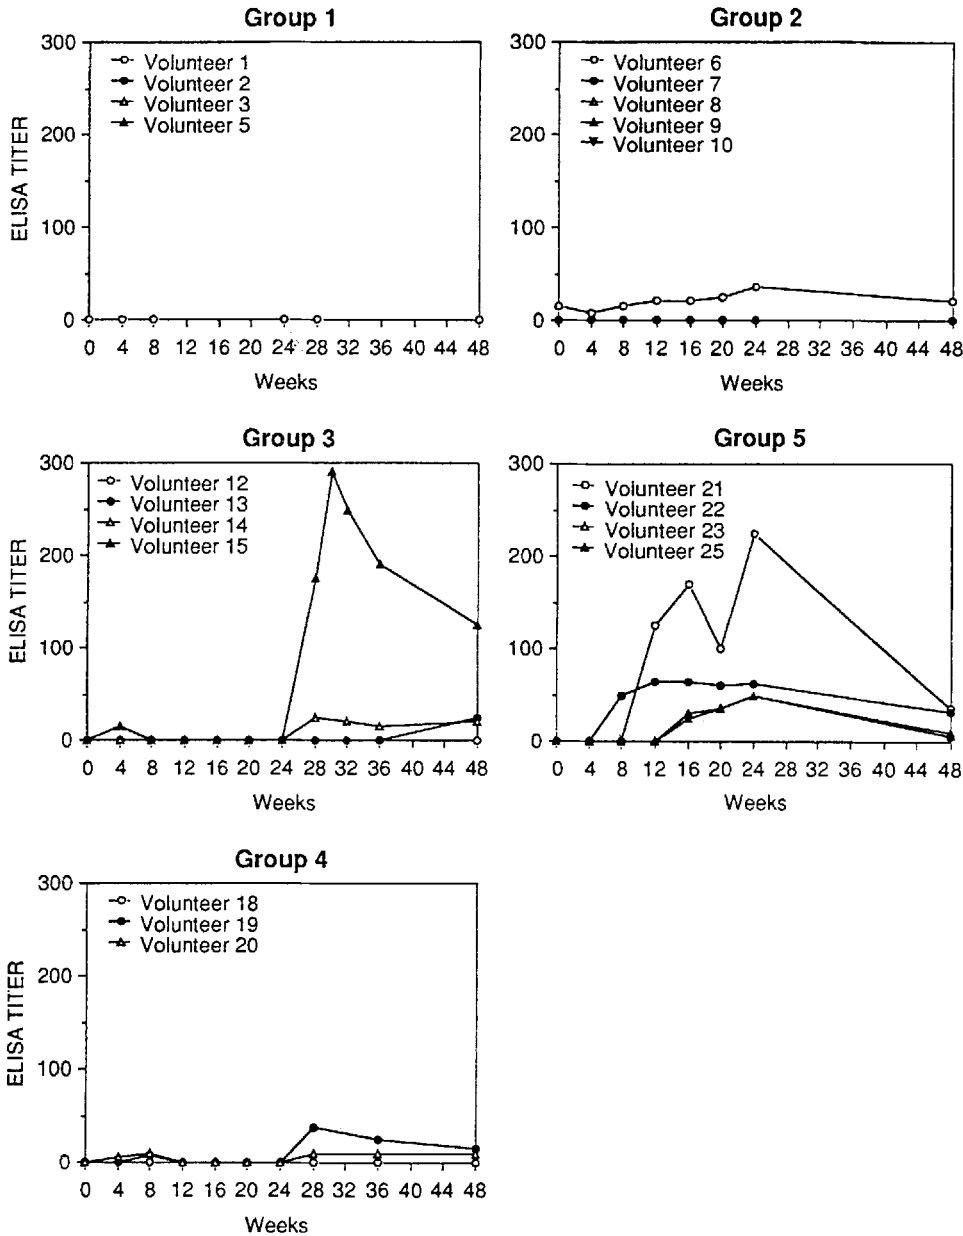 Group 1
300
200
100
0
ELISA TITER
Volunteer 1
Volunteer 2
Volunteer 3
Volunteer 5
0 4 8 12 16 20 24 28 32 36 40 44 48
Weeks
Group 2
300
200
100
0
Volunteer 6
Volunteer 7
Volunteer 8
Volunteer 9
Volunteer 10
0 4 8 12 16 20 24 28 32 36 40 44 48
Weeks
Group 3
300
200
100
0
ELISA TITER
Volunteer 12
Volunteer 13
Volunteer 14
Volunteer 15
0 4 8 12 16 20 24 28 32 36 40 44 48
Weeks
Group 5
300
200
100
0
Volunteer 21
Volunteer 22
Volunteer 23
Volunteer 25
0 4 8 12 16 20 24 28 32 36 40 44 48
Weeks
Group 4
300
200
100
0
ELISA TITER
Volunteer 18
Volunteer 19
Volunteer 20
0 4 8 12 16 20 24 28 32 36 40 44 48
Weeks